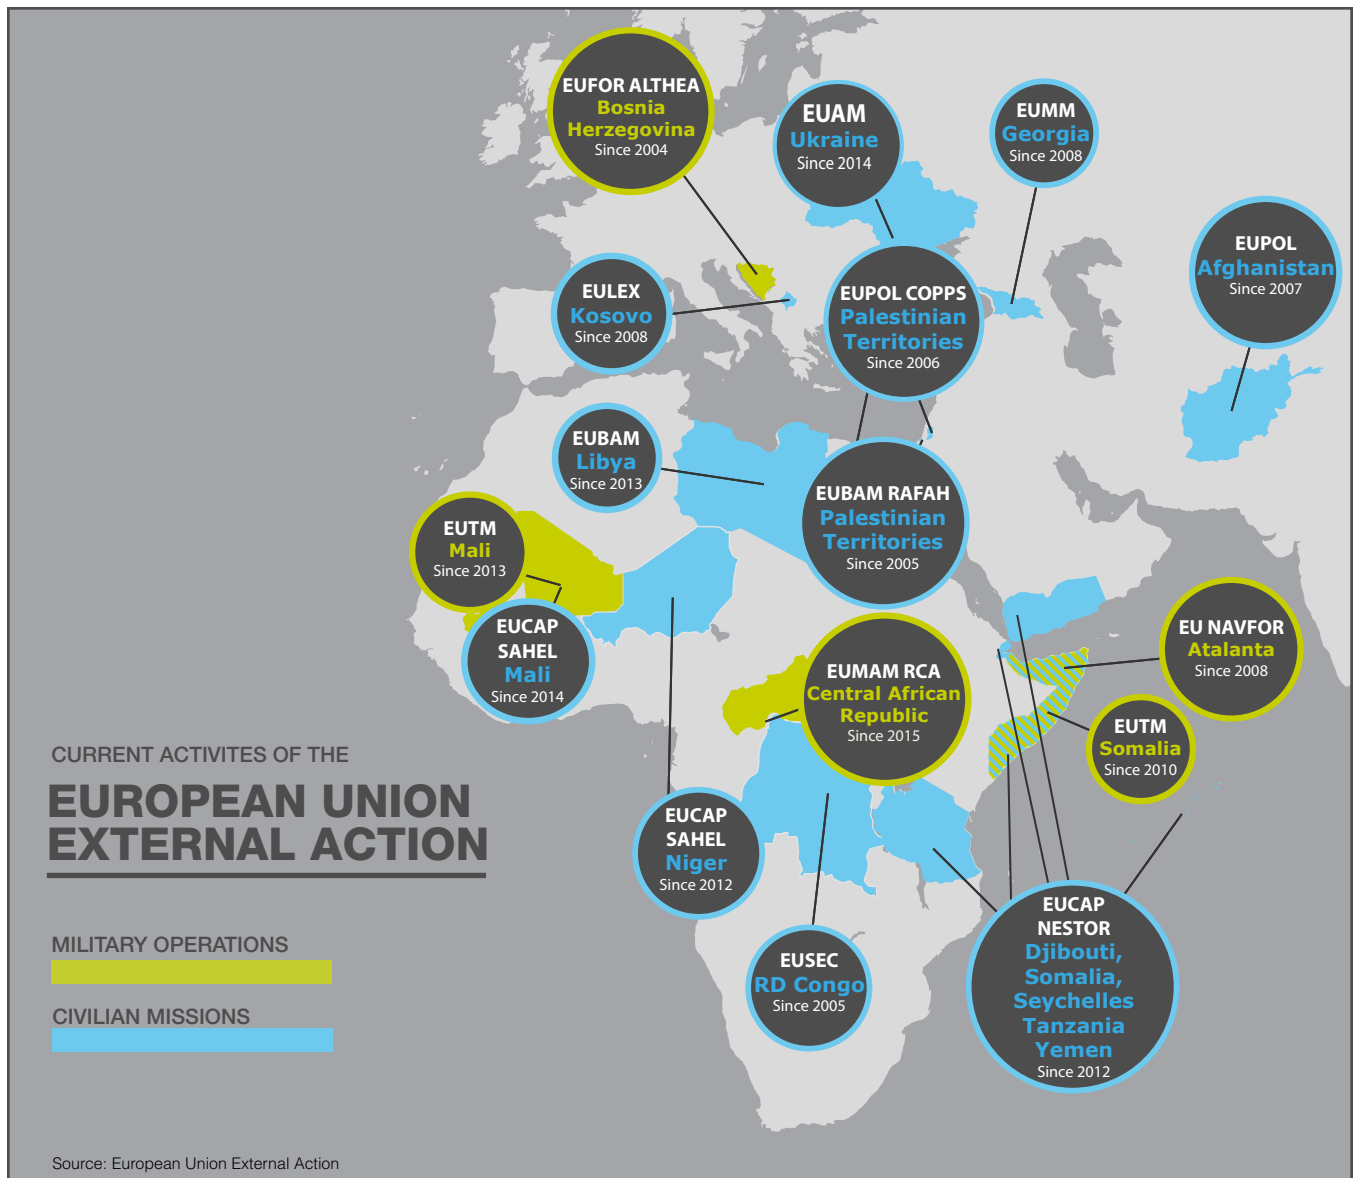 EUFOR ALTHEA
Bosnia
Herzegovina
Since 2004
EUAM
Ukraine
Since 2014
EUMM
Georgia
Since 2008
EUPOL
Afghanistan
Since 2007
EULEX
Kosovo
Since 2008
EUPOL COPPS
Palestinian
Territories
Since 2006
EUBAM
Libya
Since 2013
EUBAM RAFAH
Palestinian
Territories
Since 2005
EUTM
Mali
Since 2013
EUCAP
SAHEL
Mali
Since 2014
EUMAM RCA
Central African
Republic
Since 2015
EU NAVFOR
Atalanta
Since 2008
EUTM
Somalia
Since 2010
EUCAP
SAHEL
Niger
Since 2012
EUSEC
RD Congo
Since 2005
EUCAP
NESTOR
Djibouti,
Somalia,
Seychelles
Tanzania
Yemen
Since 2012
CURRENT ACTIVITES OF THE
EUROPEAN UNION
EXTERNAL ACTION
MILITARY OPERATIONS
CIVILIAN MISSIONS
Source: European Union External Action